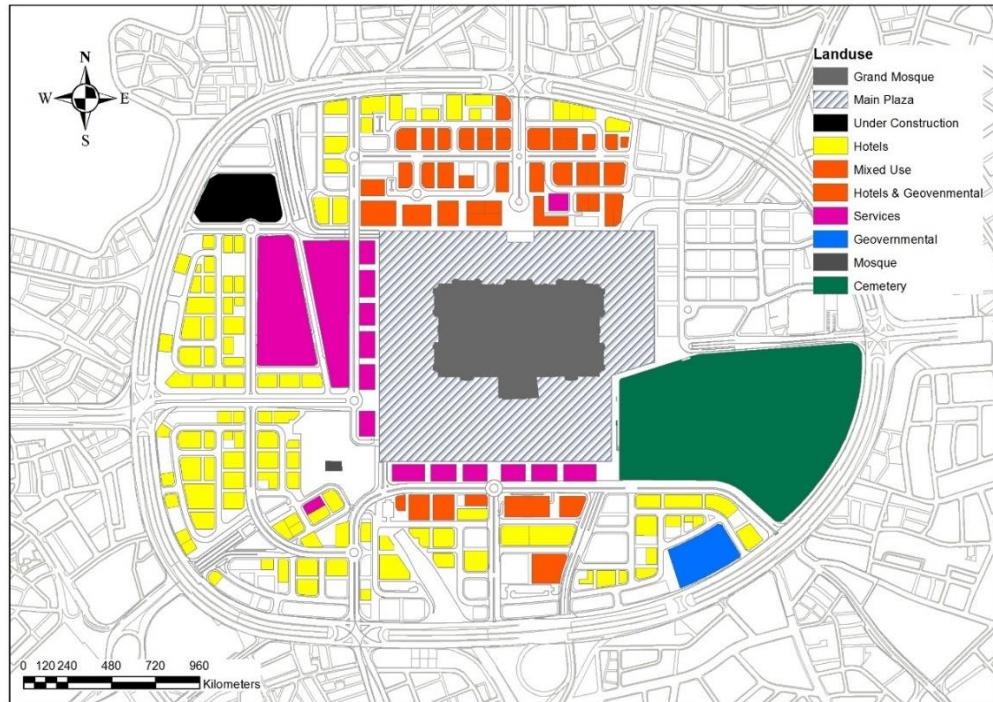 N
W E
S
Landuse
Grand Mosque
Main Plaza
Under Construction
Hotels
Mixed Use
Hotels & Geovenmental
Services
Geovernmental
Mosque
Cemetery
0 120 240 480 720 960
Kilometers